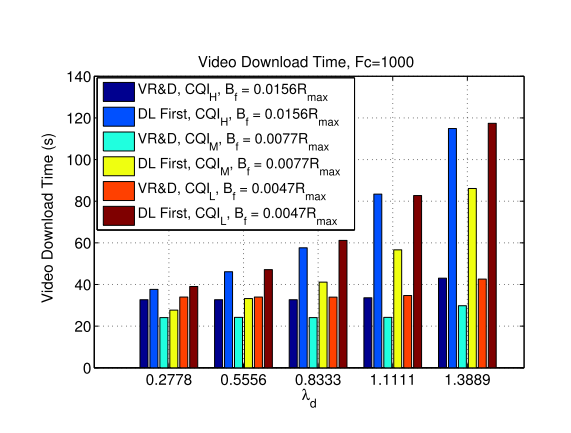 Video Download Time, Fc=1000
Video Download Time (s)
140
120
100
80
60
40
20
0
VR&D, CQI_H, B_f = 0.0156R_max
DL First, CQI_H, B_f = 0.0156R_max
VR&D, CQI_M, B_f = 0.0077R_max
DL First, CQI_M, B_f = 0.0077R_max
VR&D, CQI_L, B_f = 0.0047R_max
DL First, CQI_L, B_f = 0.0047R_max
0.2778 0.5556 0.8333 1.1111 1.3889
λ_d